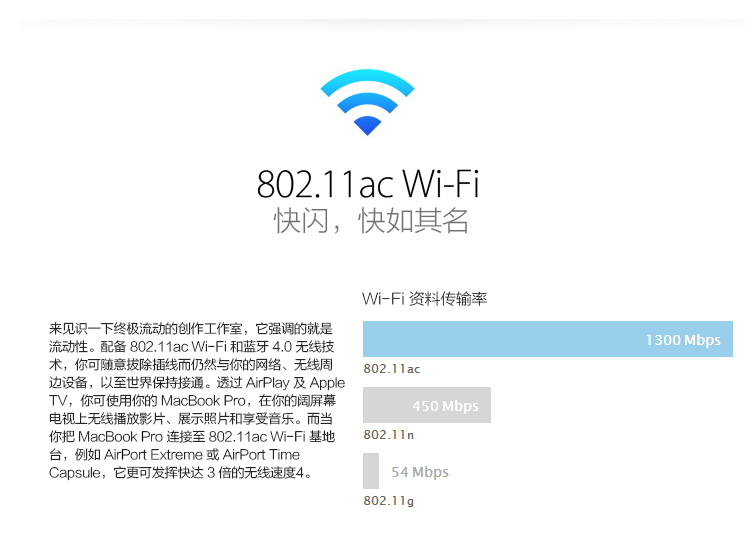 802.11ac Wi-Fi
快闪，快如其名
来见识一下终极流动的创作工作室，它强调的就是
流动性。配备 802.11ac Wi-Fi 和蓝牙 4.0 无线技
术，你可随意拔除插线而仍然与你的网络、无线周
边设备，以至世界保持接通。透过 AirPlay 及 Apple
TV，你可使用你的 MacBook Pro，在你的阔屏幕
电视上无线播放影片、展示照片和享受音乐。而当
你把 MacBook Pro 连接至 802.11ac Wi-Fi 基地
台，例如 AirPort Extreme 或 AirPort Time
Capsule，它更可发挥快达 3 倍的无线速度4。
Wi-Fi 资料传输率
1300 Mbps
802.11ac
450 Mbps
802.11n
54 Mbps
802.11g